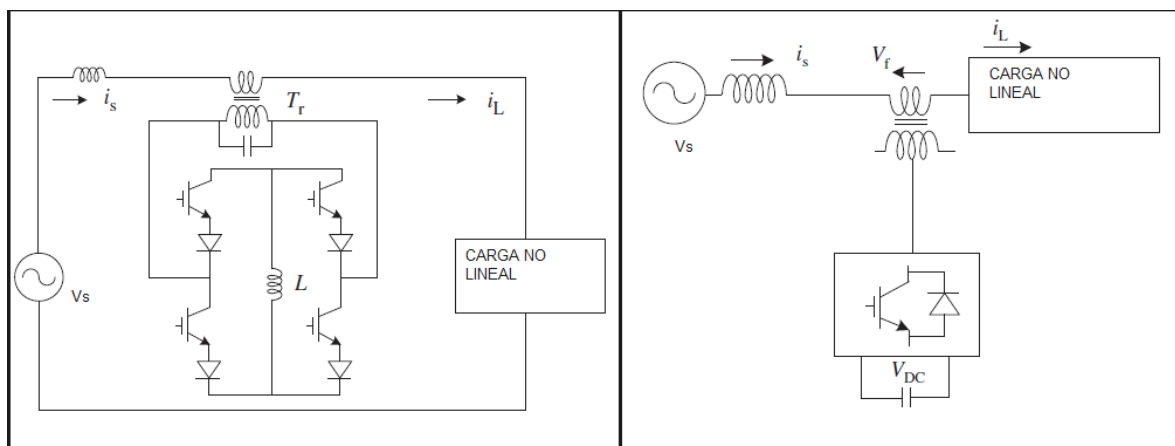 i_s
T_r
i_L
Vs
L
CARGA NO
LINEAL
i_L
i_s
V_f
CARGA NO
LINEAL
Vs
V_DC